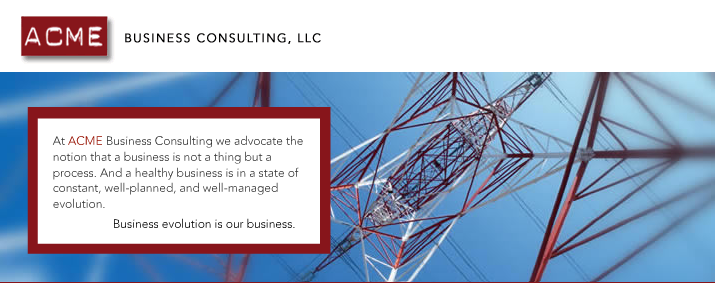 ACME BUSINESS CONSULTING, LLC
At ACME Business Consulting we advocate the
notion that a business is not a thing but a
process. And a healthy business is in a state of
constant, well-planned, and well-managed
evolution.
Business evolution is our business.